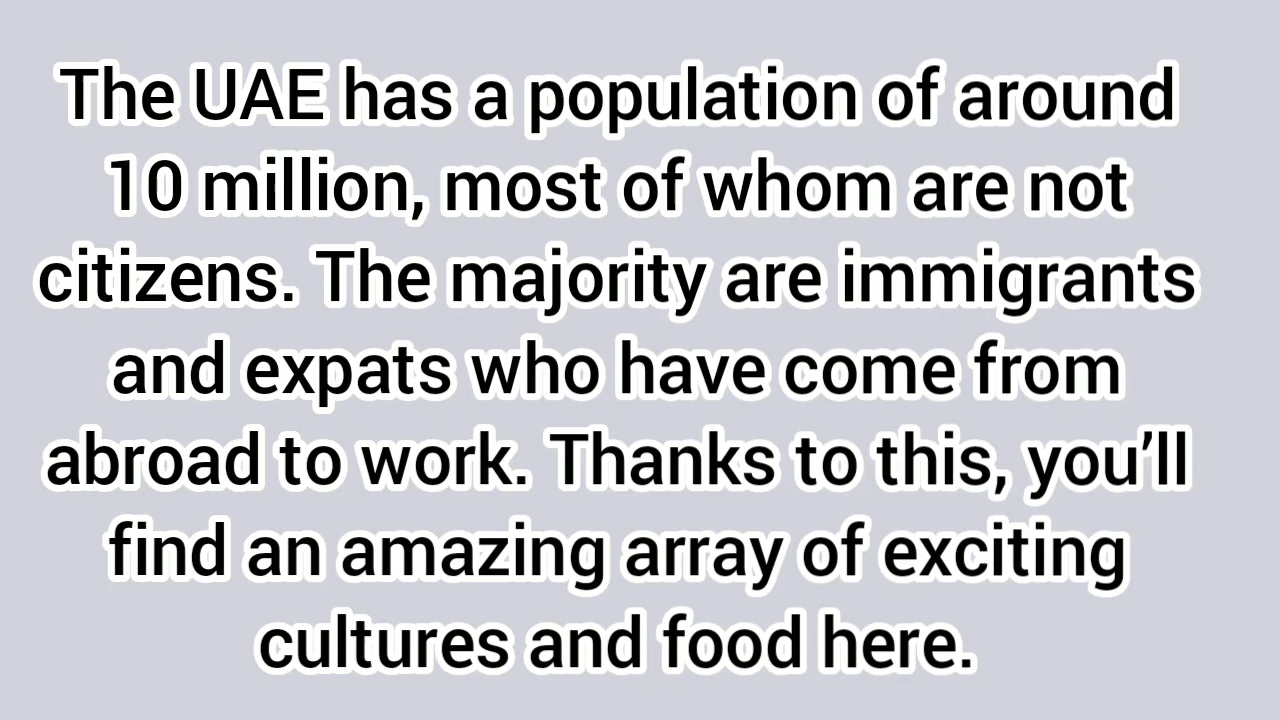 The UAE has a population of around
10 million, most of whom are not
citizens. The majority are immigrants
and expats who have come from
abroad to work. Thanks to this, you’ll
find an amazing array of exciting
cultures and food here.